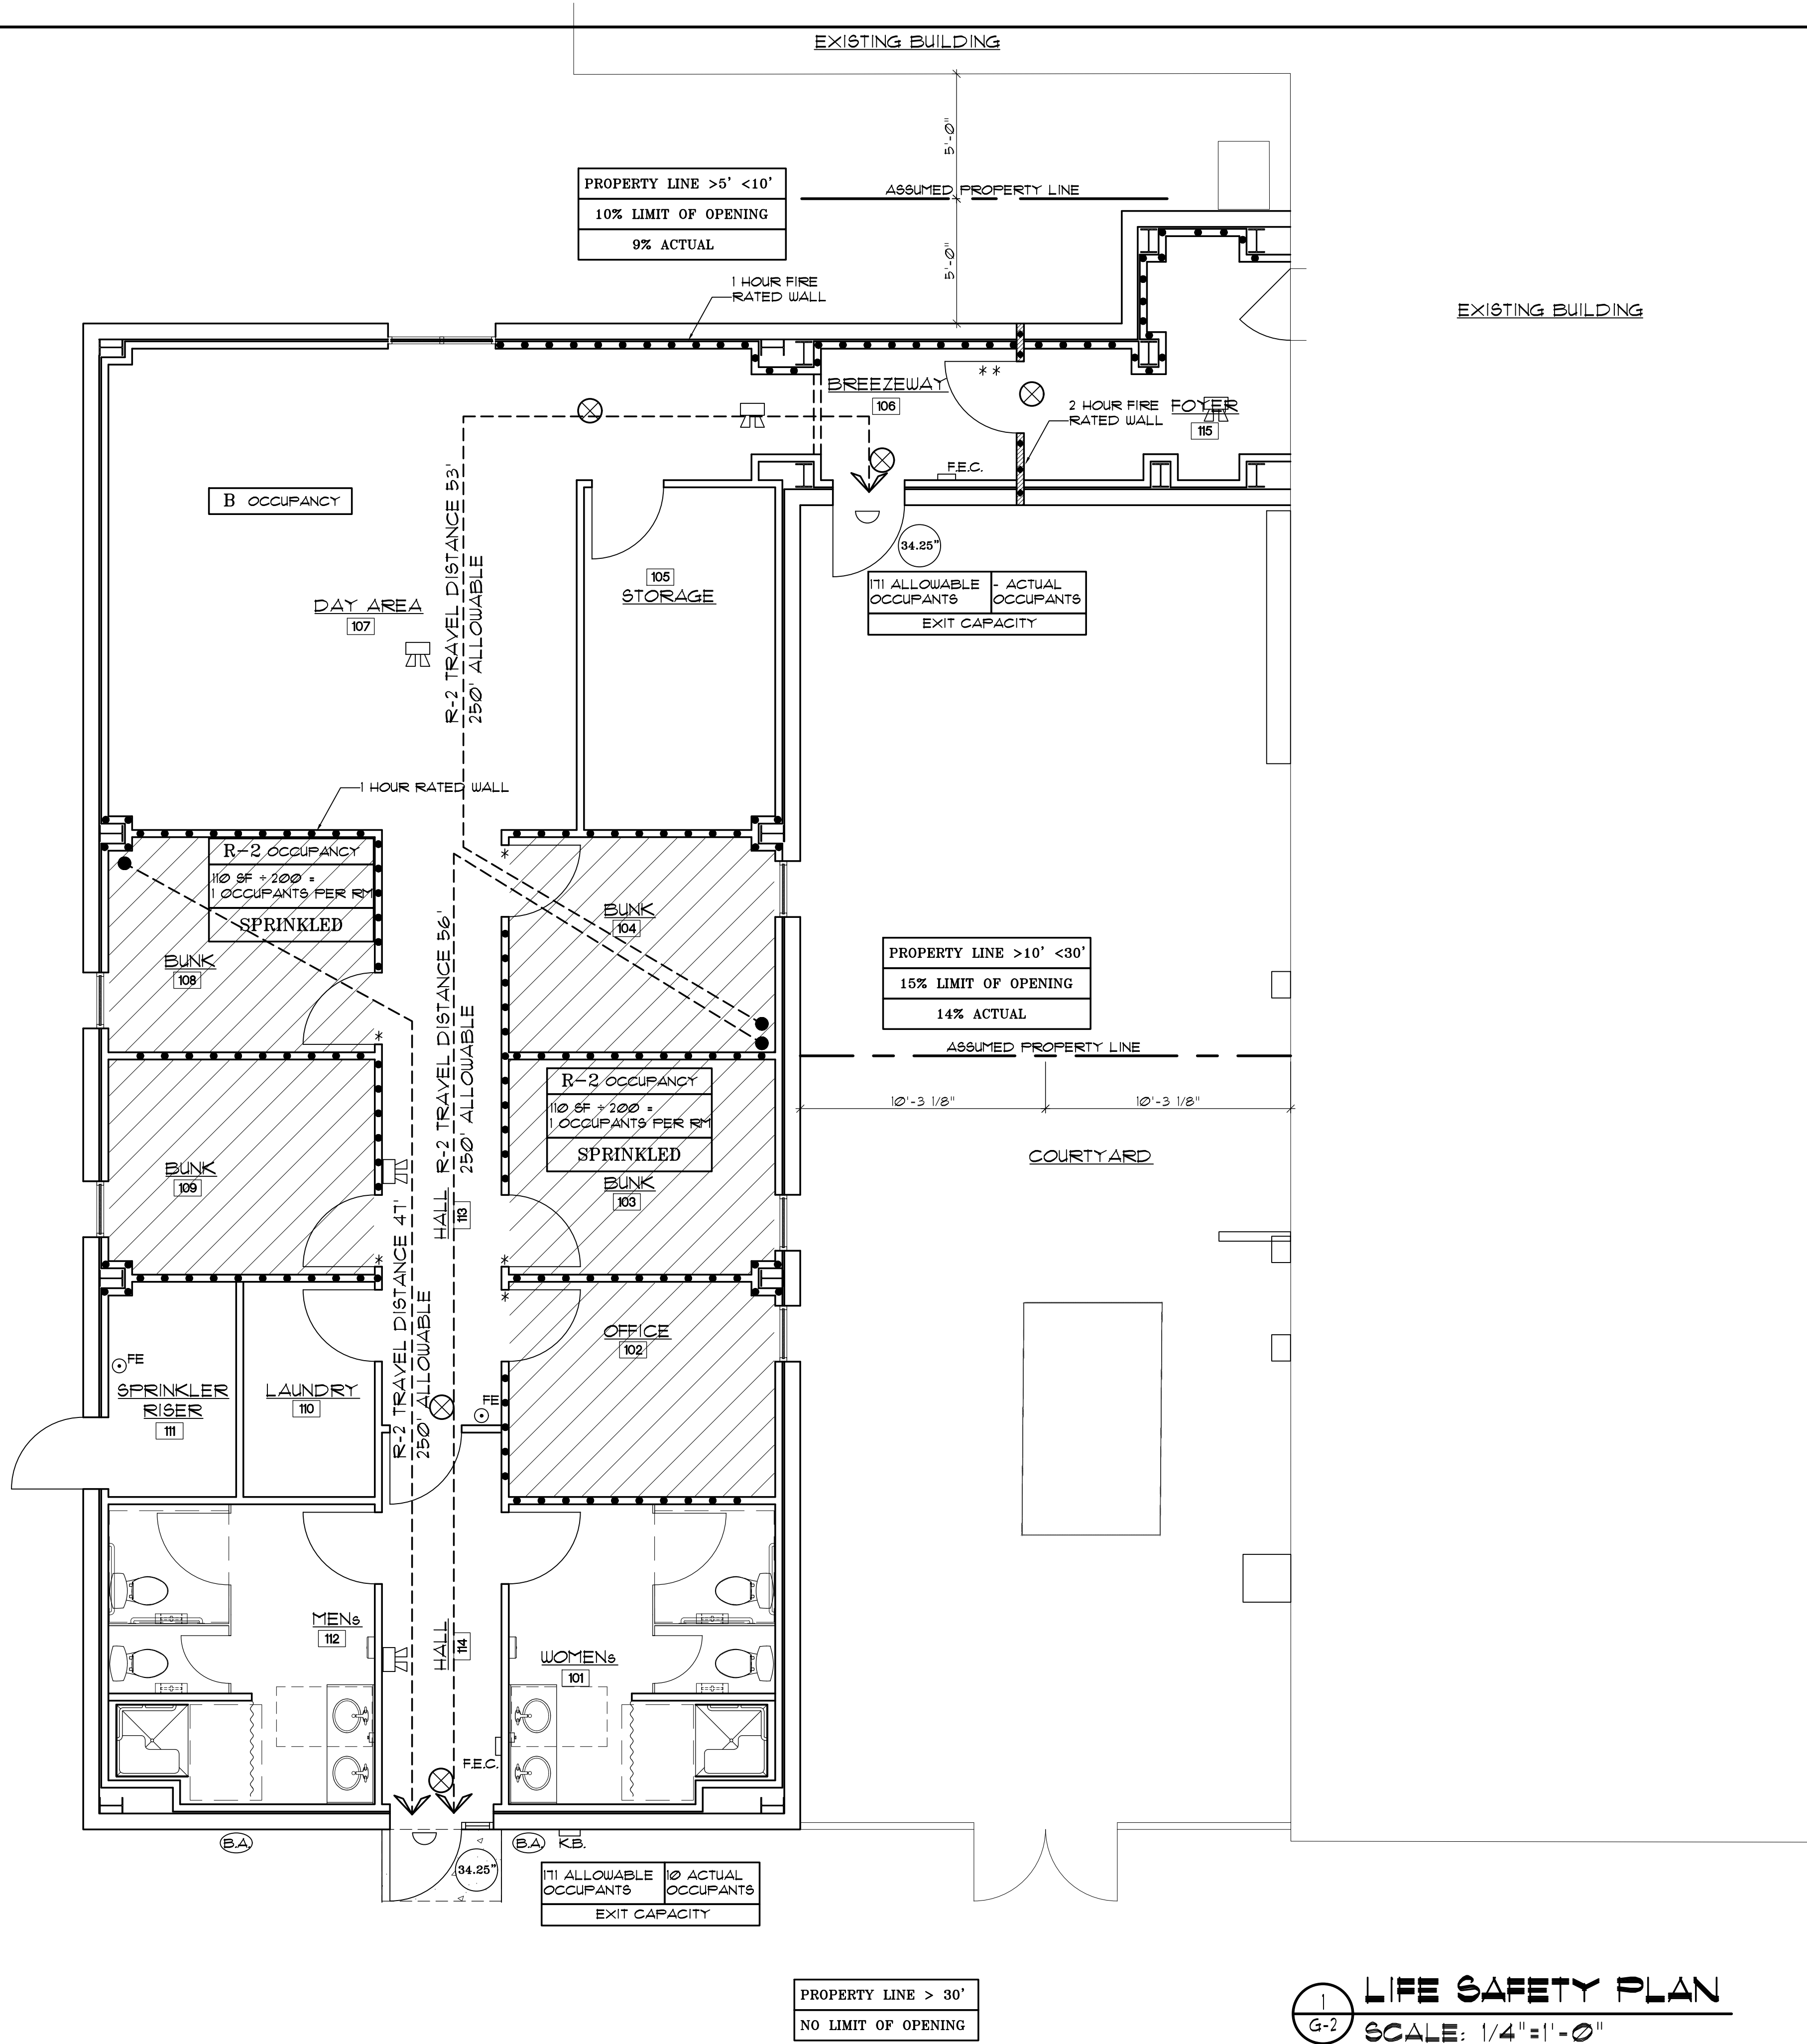 EXISTING BUILDING
5'-0"
PROPERTY LINE >5' <10'
10% LIMIT OF OPENING
9% ACTUAL
ASSUMED PROPERTY LINE
5'-0"
1 HOUR FIRE
RATED WALL
EXISTING BUILDING
BREEZEWAY
106
**
2 HOUR FIRE
RATED WALL
FOYER
115
F.E.C.
B OCCUPANCY
R-2 TRAVEL DISTANCE 53'
250' ALLOWABLE
34.25"
105
STORAGE
171 ALLOWABLE
OCCUPANTS
- ACTUAL
OCCUPANTS
EXIT CAPACITY
DAY AREA
107
1 HOUR RATED WALL
R-2 OCCUPANCY
110 SF ÷ 200 =
1 OCCUPANTS PER RM
SPRINKLED
*
BUNK
104
BUNK
108
*
R-2 TRAVEL DISTANCE 56'
250' ALLOWABLE
PROPERTY LINE >10' <30'
15% LIMIT OF OPENING
14% ACTUAL
ASSUMED PROPERTY LINE
10'-3 1/8"
10'-3 1/8"
COURTYARD
R-2 OCCUPANCY
110 SF ÷ 200 =
1 OCCUPANTS PER RM
SPRINKLED
BUNK
103
BUNK
109
HALL
113
*
*
*
R-2 TRAVEL DISTANCE 47'
250' ALLOWABLE
OFFICE
102
FE
SPRINKLER
RISER
111
LAUNDRY
110
FE
MENs
112
HALL
114
WOMENs
101
F.E.C.
B.A.
B.A.
K.B.
34.25"
171 ALLOWABLE
OCCUPANTS
10 ACTUAL
OCCUPANTS
EXIT CAPACITY
PROPERTY LINE > 30'
NO LIMIT OF OPENING
1
G-2
LIFE SAFETY PLAN
SCALE: 1/4"=1'-0"